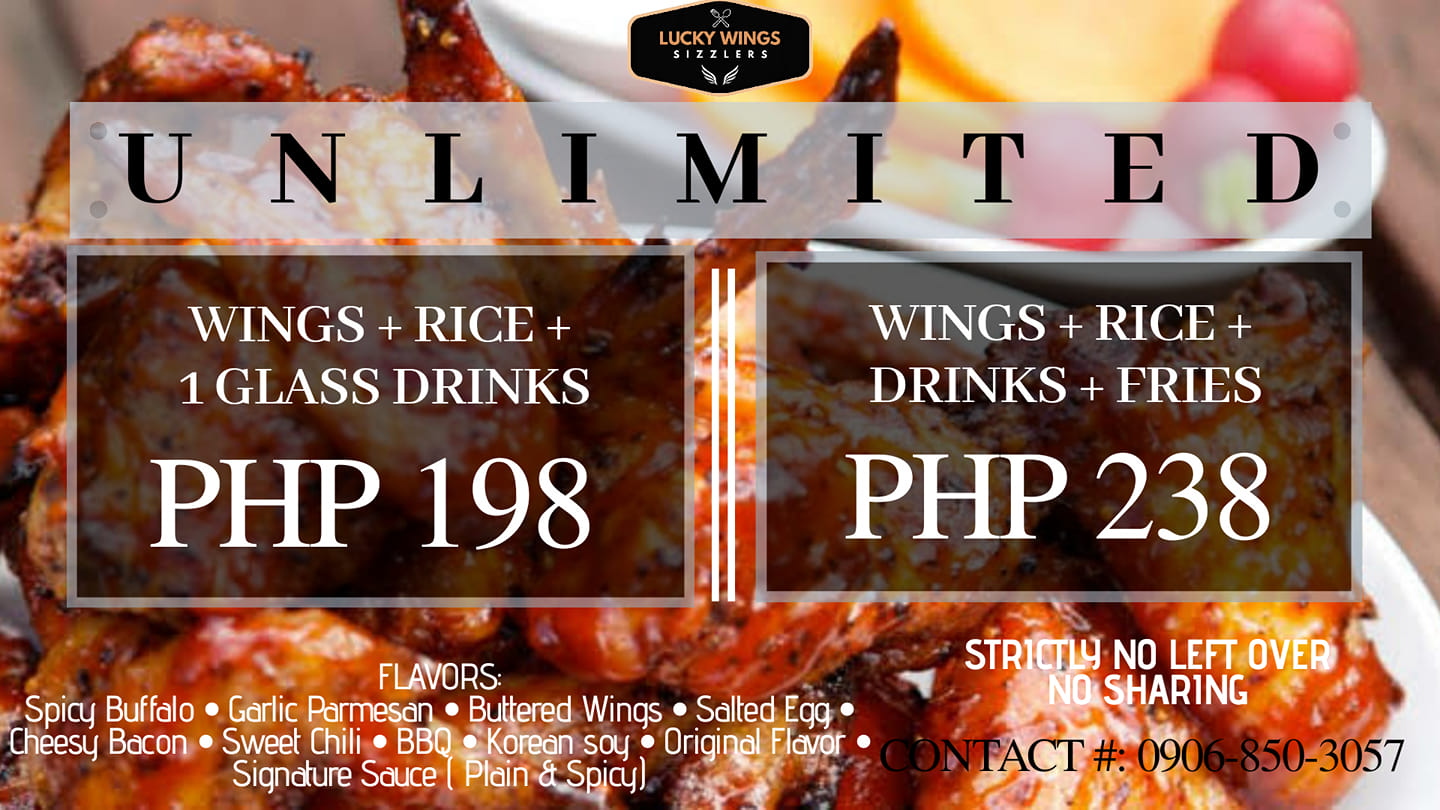 LUCKY WINGS
SIZZLERS
UNLIMITED
WINGS + RICE +
1 GLASS DRINKS
PHP 198
WINGS + RICE +
DRINKS + FRIES
PHP 238
FLAVORS:
Spicy Buffalo • Garlic Parmesan • Buttered Wings • Salted Egg •
Cheesy Bacon • Sweet Chili • BBQ • Korean soy • Original Flavor •
Signature Sauce ( Plain & Spicy)
STRICTLY NO LEFT OVER
NO SHARING
CONTACT #: 0906-850-3057